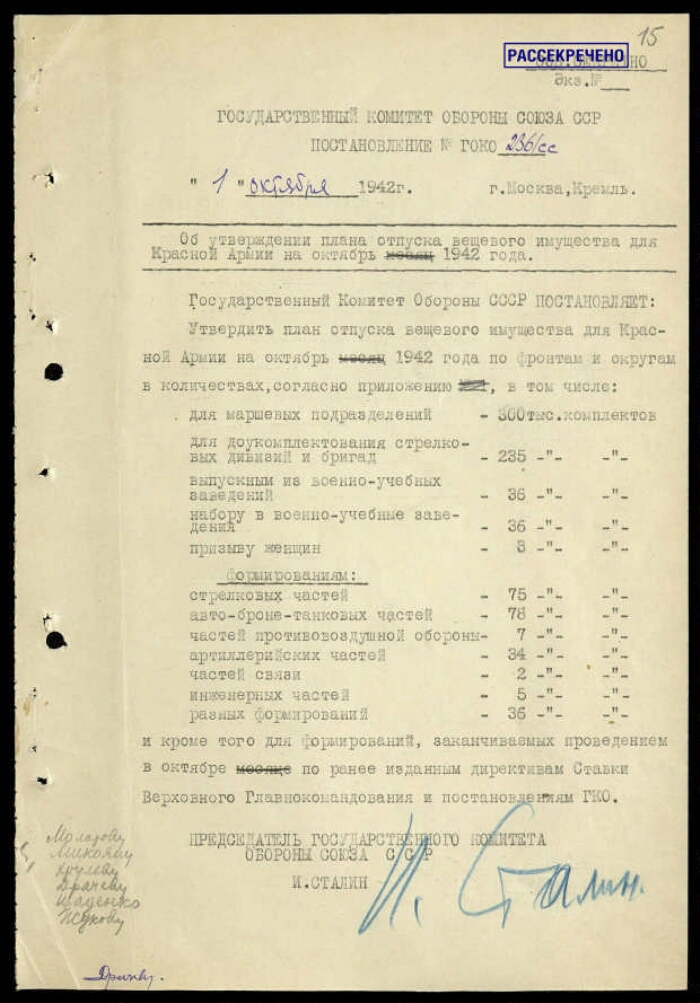 15
РАССЕКРЕЧЕНО
Экз.№
ГОСУДАРСТВЕННЫЙ КОМИТЕТ ОБОРОНЫ СОЮЗА ССР
ПОСТАНОВЛЕНИЕ № ГОКО 236/сс
" 1 " октября 1942г. г.Москва,Кремль.
Об утверждении плана отпуска вещевого имущества для
Красной Армии на октябрь месяц 1942 года.
Государственный Комитет Обороны СССР ПОСТАНОВЛЯЕТ:
Утвердить план отпуска вещевого имущества для Крас-
ной Армии на октябрь месяц 1942 года по фронтам и округам
в количествах,согласно приложению , в том числе:
для маршевых подразделений - 300тыс.комплектов
для доукомплектования стрелко-
вых дивизий и бригад - 235 -"- -"-
выпускным из военно-учебных
заведений - 36 -"- -"-
набору в военно-учебные заве-
дения - 36 -"- -"-
призыву женщин - 3 -"- -"-
формированиям:
стрелковых частей - 75 -"- -"-
авто-броне-танковых частей - 78 -"- -"-
частей противовоздушной обороны- 7 -"- -"-
артиллерийских частей - 34 -"- -"-
частей связи - 2 -"- -"-
инженерных частей - 5 -"- -"-
разных формирований - 36 -"- -"-
и кроме того для формирований, заканчиваемых проведением
в октябре месяце по ранее изданным директивам Ставки
Верховного Главнокомандования и постановлениям ГКО.
ПРЕДСЕДАТЕЛЬ ГОСУДАРСТВЕННОГО КОМИТЕТА
ОБОРОНЫ СОЮЗА С С Р
И.СТАЛИН
И. Сталин.
Молотову
Микояну
Хрулеву
Драчеву
Щаденко
Жукову